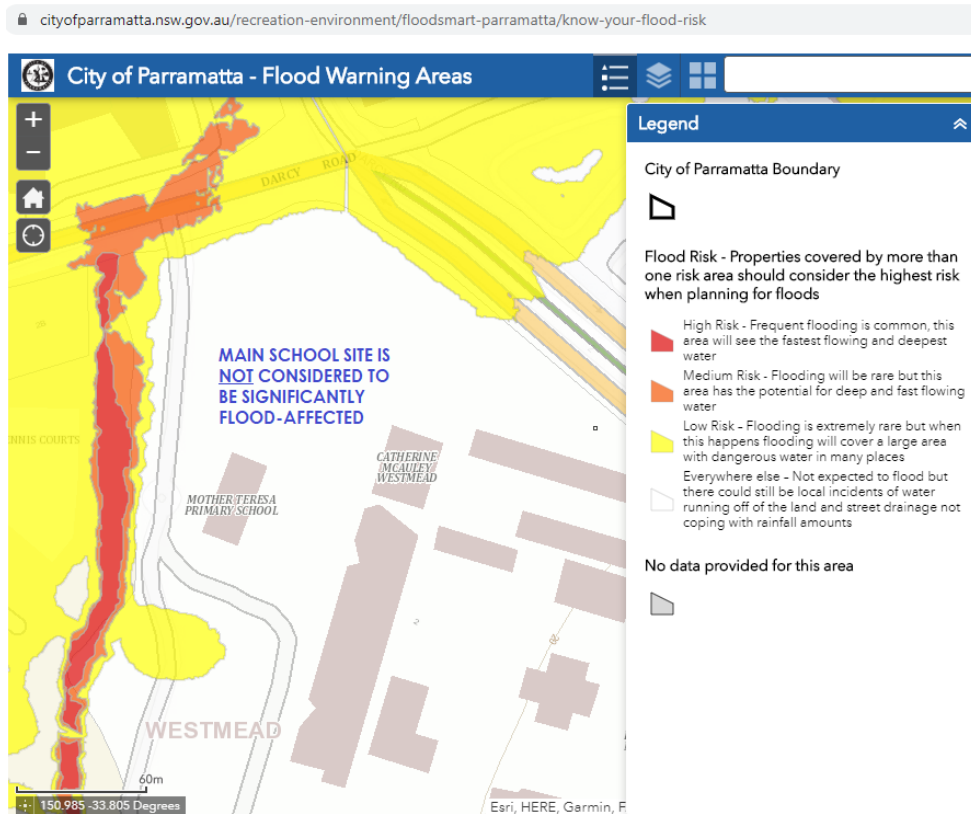 cityofparramatta.nsw.gov.au/recreation-environment/floodsmart-parramatta/know-your-flood-risk
City of Parramatta - Flood Warning Areas
+
−
DARCY ROAD
MAIN SCHOOL SITE IS
NOT CONSIDERED TO
BE SIGNIFICANTLY
FLOOD-AFFECTED
NNIS COURTS
CATHERINE
MCAULEY
WESTMEAD
MOTHER TERESA
PRIMARY SCHOOL
2
WESTMEAD
60m
150.985 -33.805 Degrees
Esri, HERE, Garmin, F
Legend
City of Parramatta Boundary
Flood Risk - Properties covered by more than
one risk area should consider the highest risk
when planning for floods
High Risk - Frequent flooding is common, this
area will see the fastest flowing and deepest
water
Medium Risk - Flooding will be rare but this
area has the potential for deep and fast flowing
water
Low Risk - Flooding is extremely rare but when
this happens flooding will cover a large area
with dangerous water in many places
Everywhere else - Not expected to flood but
there could still be local incidents of water
running off of the land and street drainage not
coping with rainfall amounts
No data provided for this area